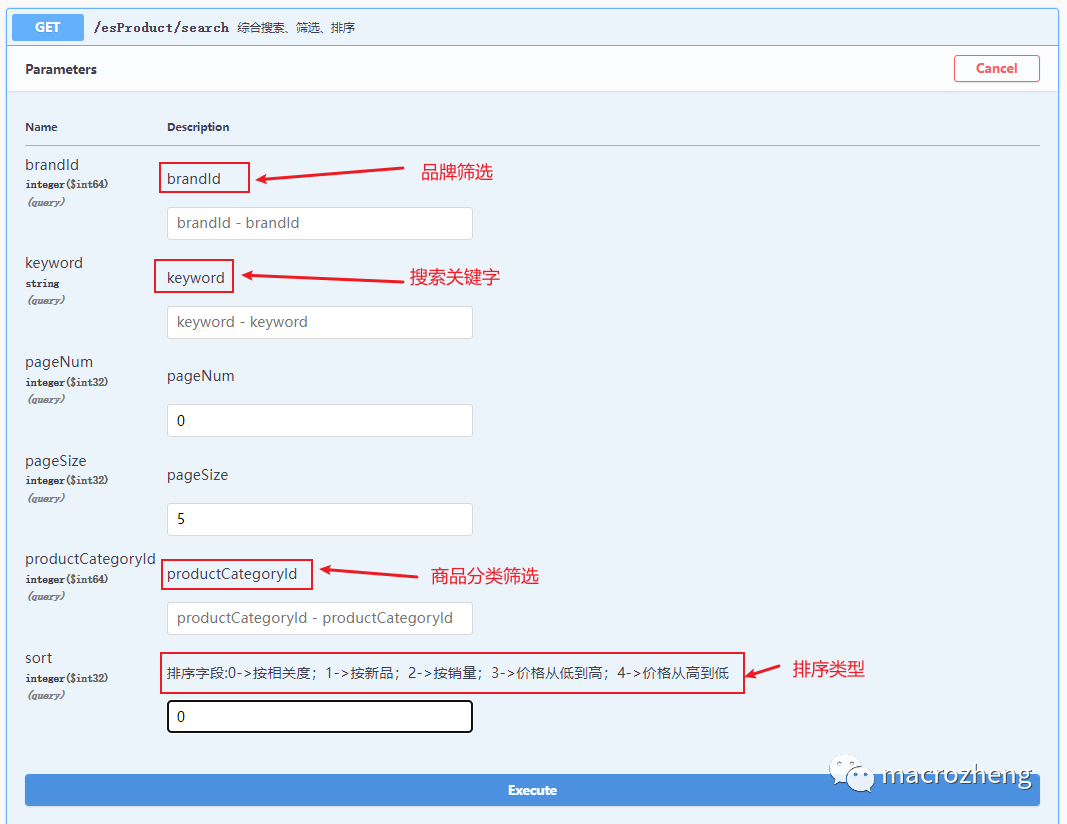 GET /esProduct/search 综合搜索、筛选、排序
Parameters
Cancel
Name Description
brandId
integer($int64)
(query)
brandId
品牌筛选
brandId - brandId
keyword
string
(query)
keyword
搜索关键字
keyword - keyword
pageNum
integer($int32)
(query)
pageNum
0
pageSize
integer($int32)
(query)
pageSize
5
productCategoryId
integer($int64)
(query)
productCategoryId
商品分类筛选
productCategoryId - productCategoryId
sort
integer($int32)
(query)
排序字段:0->按相关度；1->按新品；2->按销量；3->价格从低到高；4->价格从高到低
排序类型
0
macrozheng
Execute